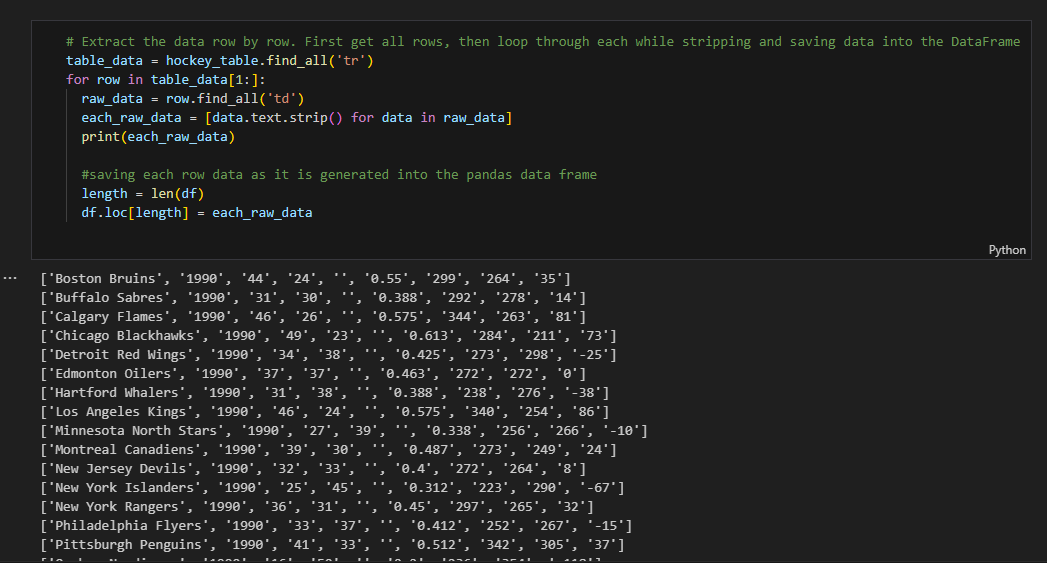 # Extract the data row by row. First get all rows, then loop through each while stripping and saving data into the DataFrame
table_data = hockey_table.find_all('tr')
for row in table_data[1:]:
  raw_data = row.find_all('td')
  each_raw_data = [data.text.strip() for data in raw_data]
  print(each_raw_data)

  #saving each row data as it is generated into the pandas data frame
  length = len(df)
  df.loc[length] = each_raw_data
Python
...
['Boston Bruins', '1990', '44', '24', '', '0.55', '299', '264', '35']
['Buffalo Sabres', '1990', '31', '30', '', '0.388', '292', '278', '14']
['Calgary Flames', '1990', '46', '26', '', '0.575', '344', '263', '81']
['Chicago Blackhawks', '1990', '49', '23', '', '0.613', '284', '211', '73']
['Detroit Red Wings', '1990', '34', '38', '', '0.425', '273', '298', '-25']
['Edmonton Oilers', '1990', '37', '37', '', '0.463', '272', '272', '0']
['Hartford Whalers', '1990', '31', '38', '', '0.388', '238', '276', '-38']
['Los Angeles Kings', '1990', '46', '24', '', '0.575', '340', '254', '86']
['Minnesota North Stars', '1990', '27', '39', '', '0.338', '256', '266', '-10']
['Montreal Canadiens', '1990', '39', '30', '', '0.487', '273', '249', '24']
['New Jersey Devils', '1990', '32', '33', '', '0.4', '272', '264', '8']
['New York Islanders', '1990', '25', '45', '', '0.312', '223', '290', '-67']
['New York Rangers', '1990', '36', '31', '', '0.45', '297', '265', '32']
['Philadelphia Flyers', '1990', '33', '37', '', '0.412', '252', '267', '-15']
['Pittsburgh Penguins', '1990', '41', '33', '', '0.512', '342', '305', '37']